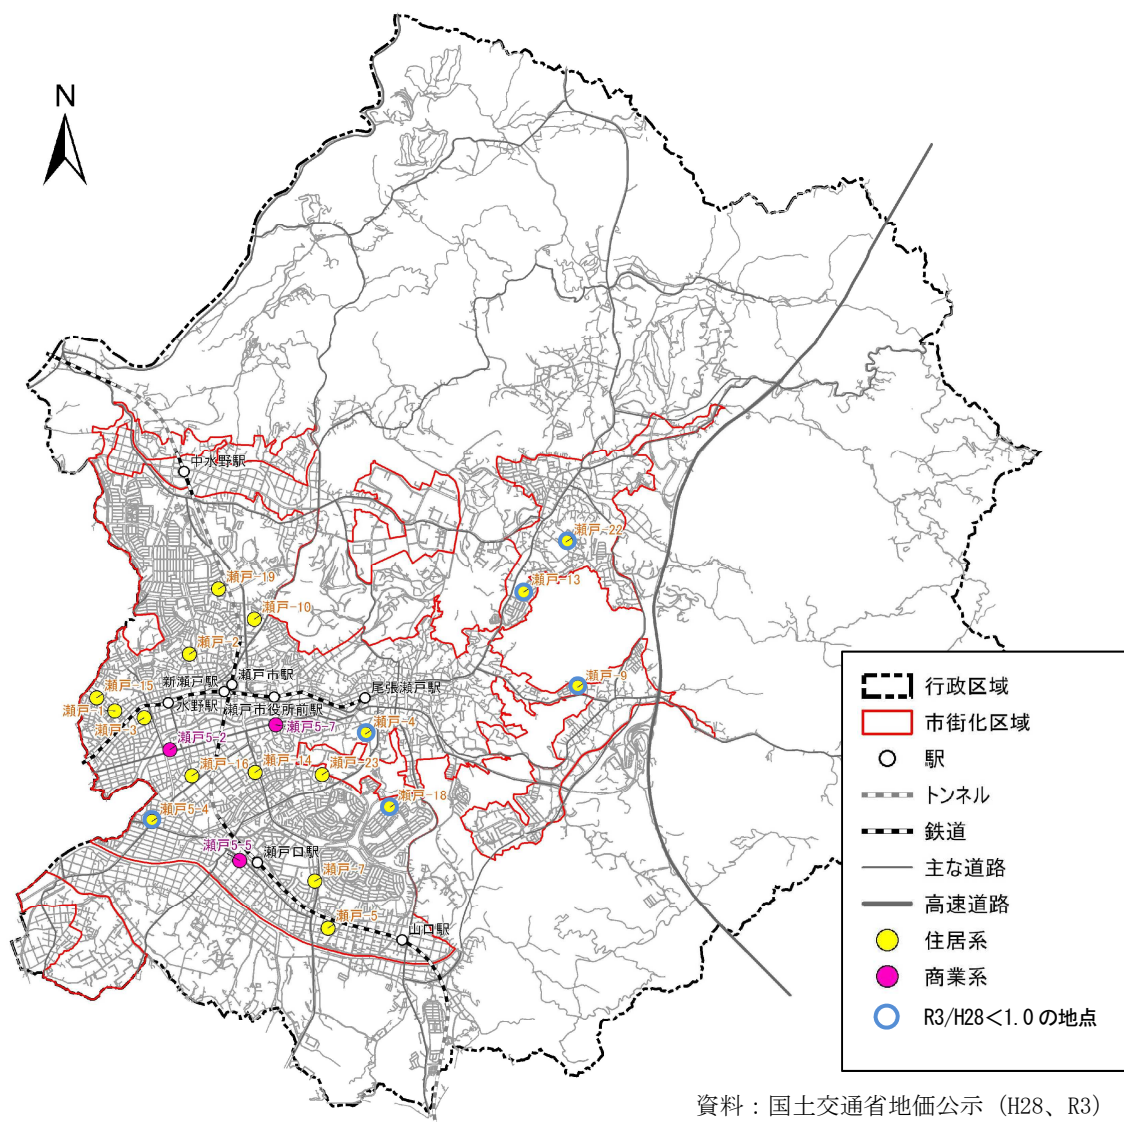 N
中水野駅
瀬戸-22
瀬戸-13
瀬戸-19
瀬戸-10
瀬戸-2
瀬戸市駅
新瀬戸駅
尾張瀬戸駅
瀬戸-9
瀬戸-15
水野駅
瀬戸市役所前駅
瀬戸-1
瀬戸-3
瀬戸5-7
瀬戸-4
瀬戸5-2
瀬戸-16
瀬戸-14
瀬戸-23
瀬戸-18
瀬戸5-4
瀬戸5-5
瀬戸口駅
瀬戸-7
瀬戸-5
山口駅
行政区域
市街化区域
駅
トンネル
鉄道
主な道路
高速道路
住居系
商業系
R3/H28<1.0の地点
資料：国土交通省地価公示（H28、R3）